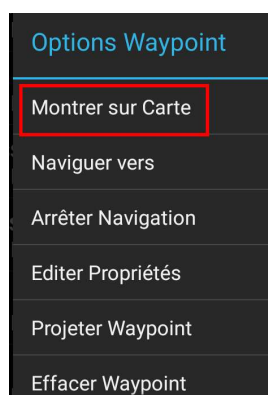 Options Waypoint
Montrer sur Carte
Naviguer vers
Arrêter Navigation
Editer Propriétés
Projeter Waypoint
Effacer Waypoint